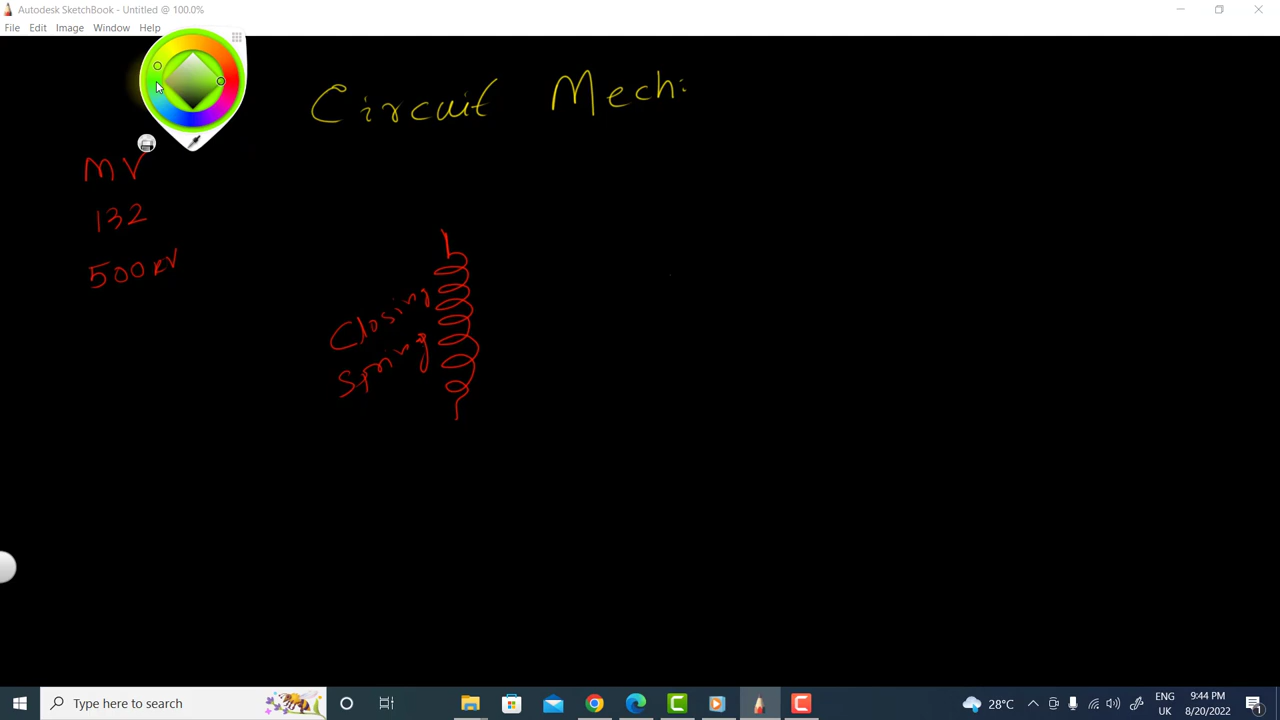 Autodesk SketchBook - Untitled @ 100.0%
File Edit Image Window Help
Circuit Mech:
MV
132
500KV
Closing
Spring
Type here to search
28°C
ENG
UK
9:44 PM
8/20/2022
1